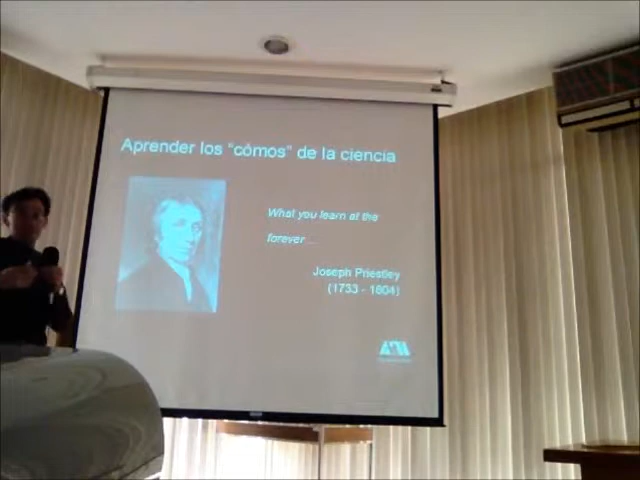 Aprender los "cómos" de la ciencia
What you learn at the
forever...
Joseph Priestley
(1733 - 1804)